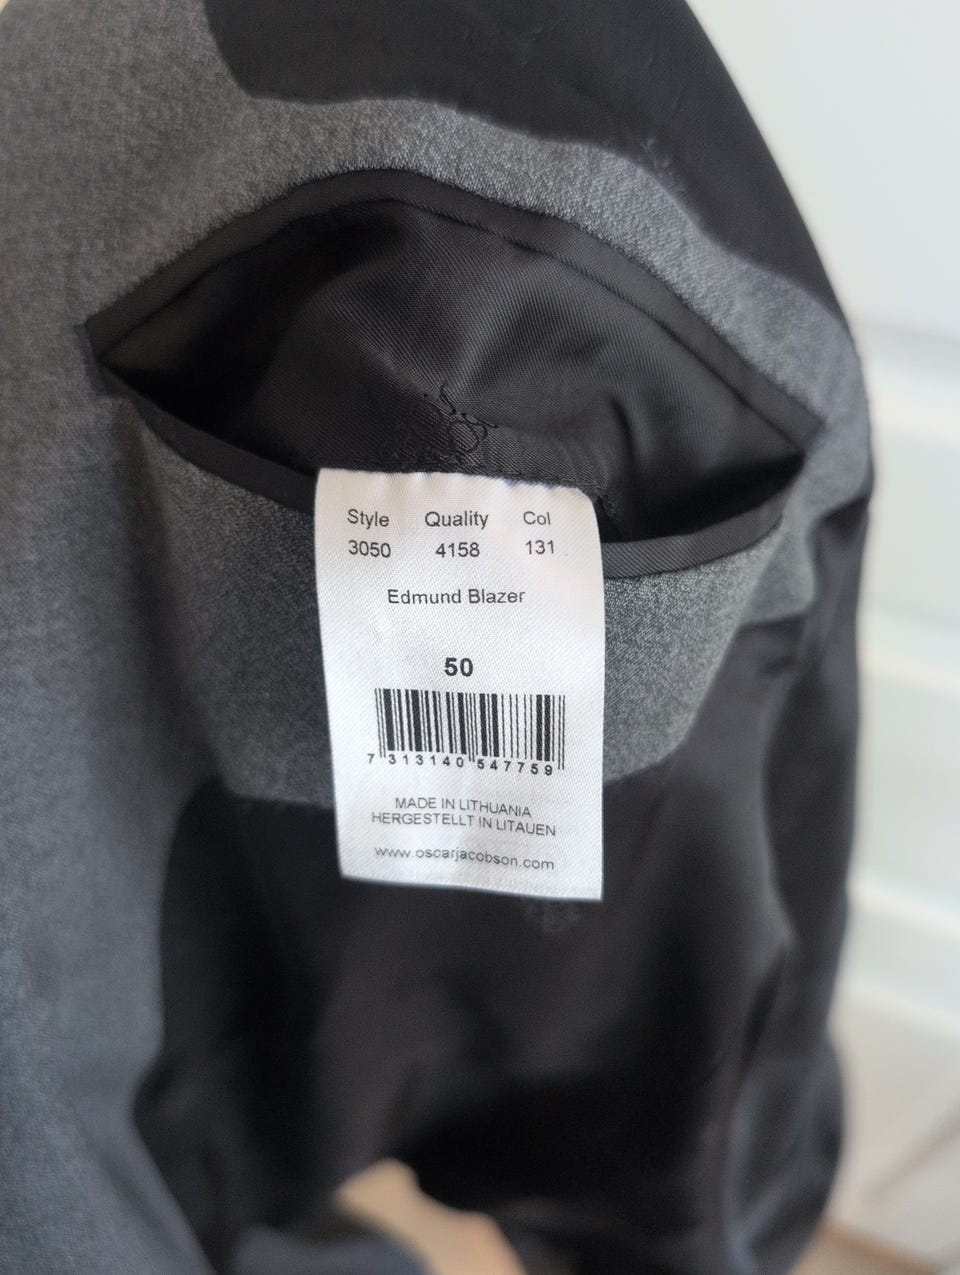 Style Quality Col
3050 4158 131
Edmund Blazer
50
7 313140 547759
MADE IN LITHUANIA
HERGESTELLT IN LITAUEN
www.oscarjacobson.com